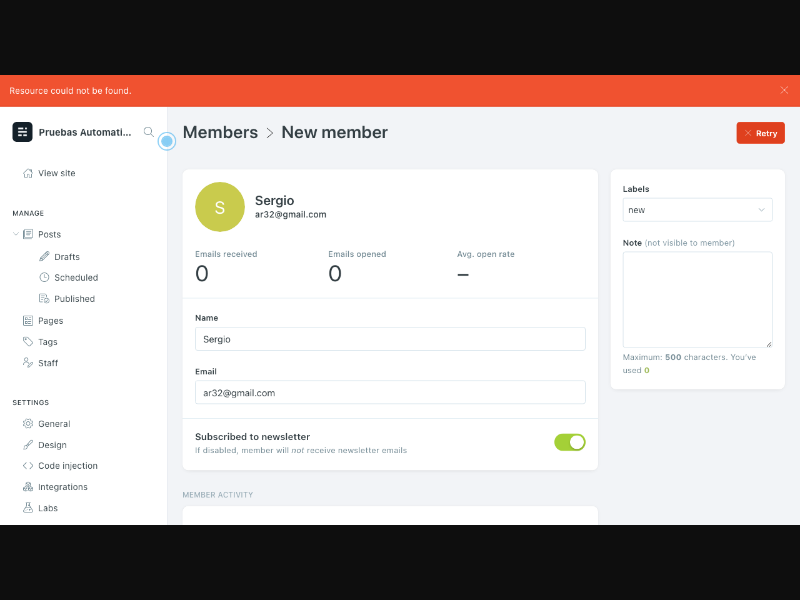 Resource could not be found.
Pruebas Automati...
Members > New member
Retry
View site
MANAGE
Posts
Drafts
Scheduled
Published
Pages
Tags
Staff
SETTINGS
General
Design
Code injection
Integrations
Labs
S
Sergio
ar32@gmail.com
Emails received
0
Emails opened
0
Avg. open rate
–
Name
Sergio
Email
ar32@gmail.com
Subscribed to newsletter
If disabled, member will not receive newsletter emails
MEMBER ACTIVITY
Labels
new
Note (not visible to member)
Maximum: 500 characters. You've
used 0